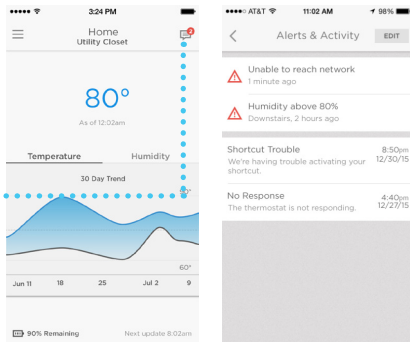 3:24 PM
Home
Utility Closet
2
80°
As of 12:02am
Temperature
Humidity
30 Day Trend
60°
Jun 11 18 25 Jul 2 9
90% Remaining
Next update 8:02am
AT&T 11:02 AM 98%
Alerts & Activity
EDIT
Unable to reach network
1 minute ago
Humidity above 80%
Downstairs, 2 hours ago
Shortcut Trouble 8:50pm
We're having trouble activating your 12/30/15
shortcut.
No Response 4:40pm
The thermostat is not responding. 12/27/15